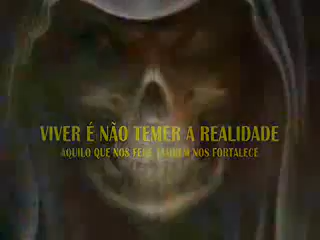 VIVER É NÃO TEMER A REALIDADE
AQUILO QUE NOS FERE TAMBÉM NOS FORTALECE